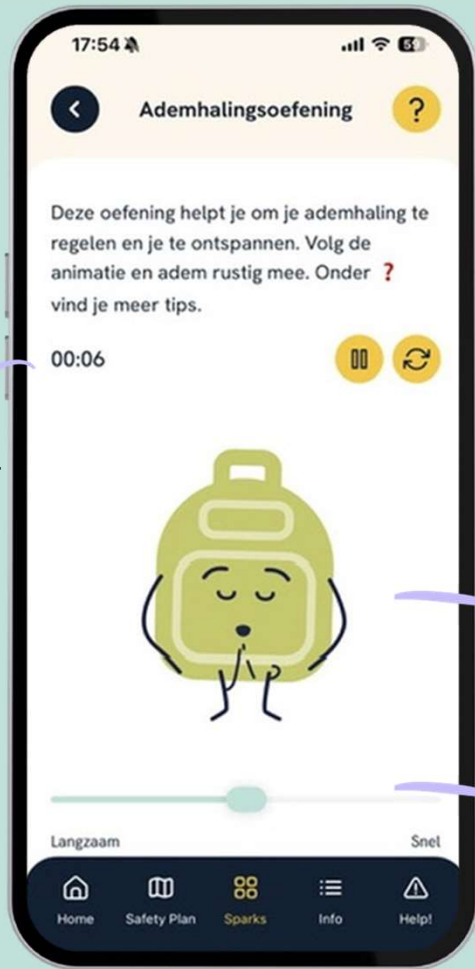 17:54
59
Ademhalingsoefening
?
Deze oefening helpt je om je ademhaling te
regelen en je te ontspannen. Volg de
animatie en adem rustig mee. Onder ?
vind je meer tips.
00:06
Langzaam Snel
Home Safety Plan Sparks Info Help!